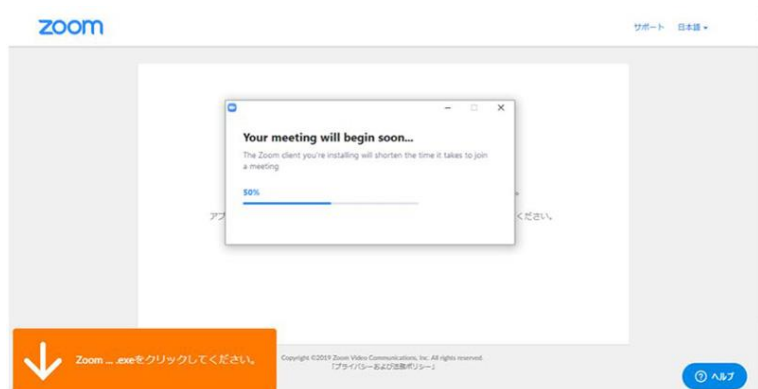 zoom
サポート 日本語
Your meeting will begin soon...
The Zoom client you're installing will shorten the time it takes to join
a meeting
50%
アプ
ください。
Zoom ... .exeをクリックしてください。
Copyright ©2019 Zoom Video Communications, Inc. All rights reserved.
「プライバシーおよび法務ポリシー」
ヘルプ